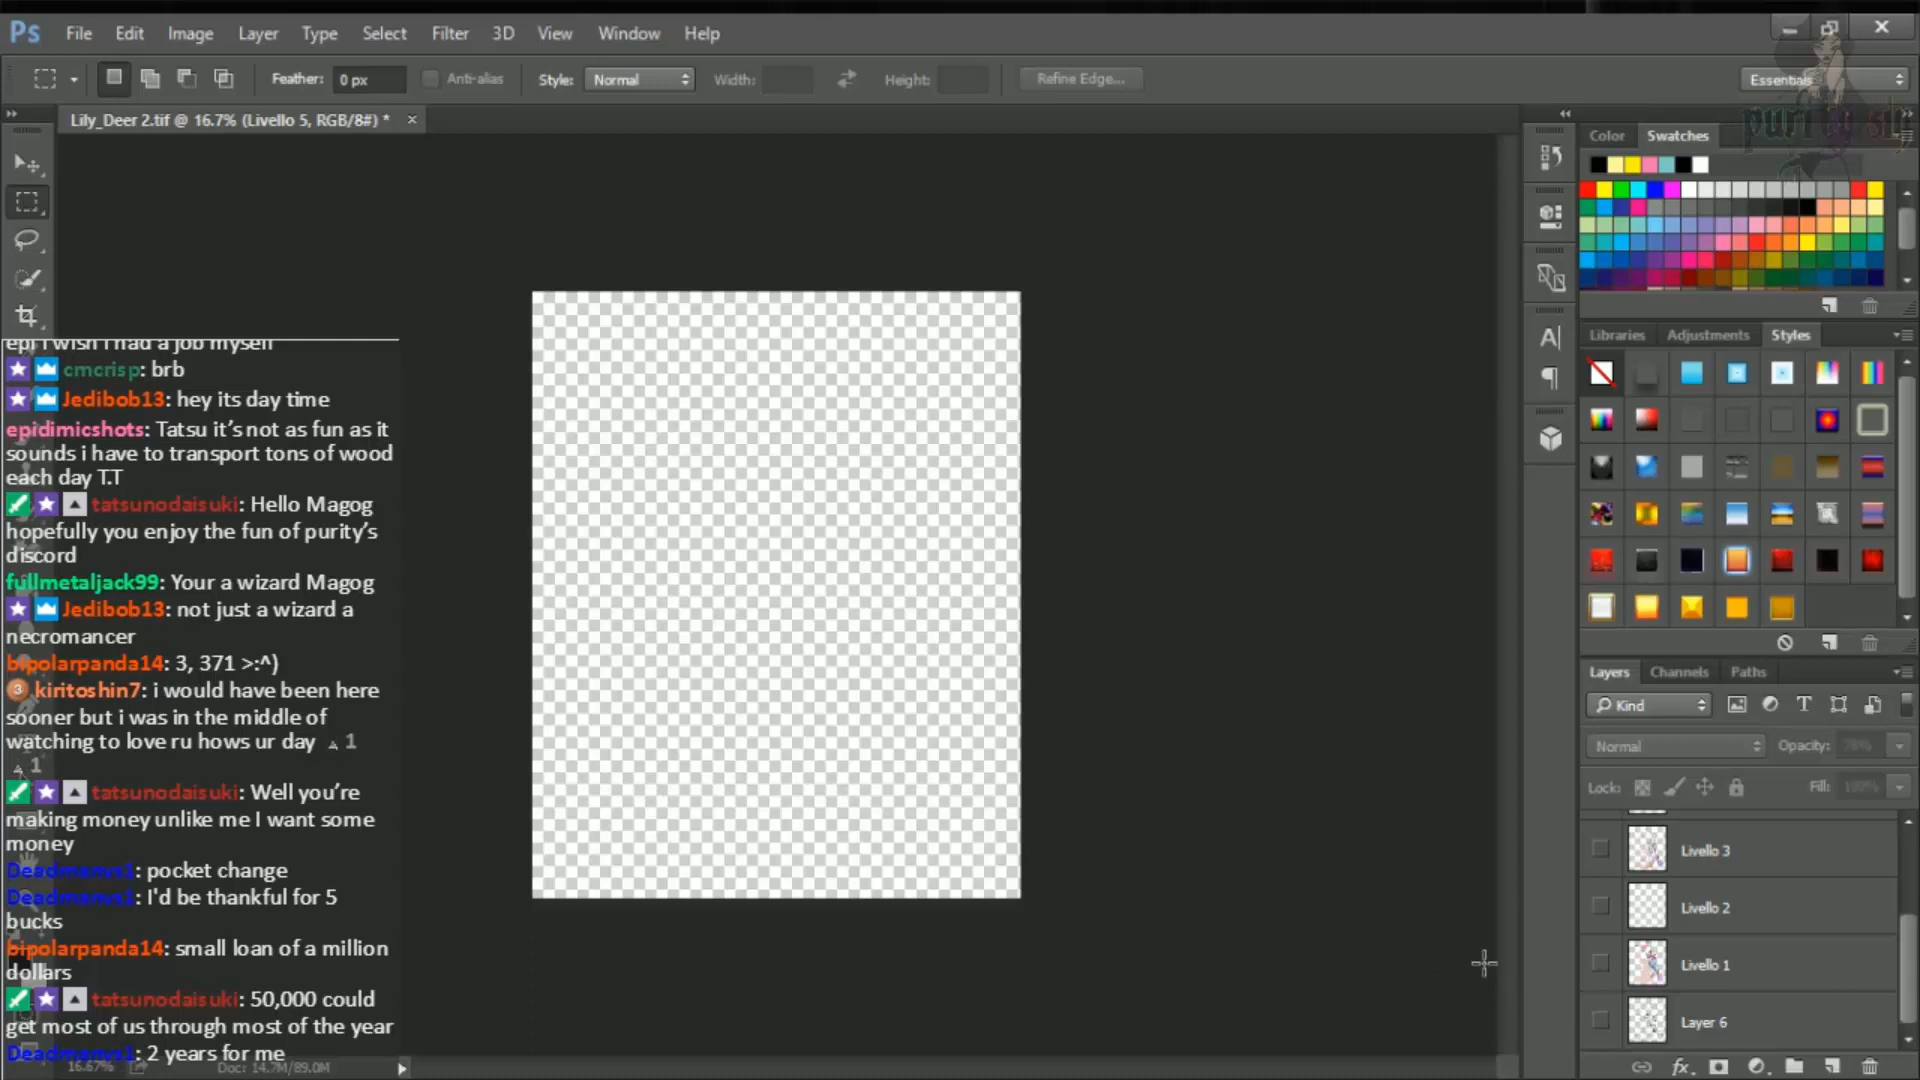 Ps File Edit Image Layer Type Select Filter 3D View Window Help
Feather: 0 px Anti-alias Style: Normal Width: Height: Refine Edge... Essentials
Lily_Deer 2.tif @ 16.7% (Livello 5, RGB/8#) * ×
Color Swatches
purity sin
epi i wish i had a job myself
cmcrisp: brb
Jedibob13: hey its day time
epidimicshots: Tatsu it's not as fun as it
sounds i have to transport tons of wood
each day T.T
tatsunodaisuki: Hello Magog
hopefully you enjoy the fun of purity's
discord
fullmetaljack99: Your a wizard Magog
Jedibob13: not just a wizard a
necromancer
bipolarpanda14: 3, 371 >:^)
3 kiritoshin7: i would have been here
sooner but i was in the middle of
watching to love ru hows ur day 1
1
tatsunodaisuki: Well you're
making money unlike me I want some
money
Deadmanvs1: pocket change
Deadmanvs1: I'd be thankful for 5
bucks
bipolarpanda14: small loan of a million
dollars
tatsunodaisuki: 50,000 could
get most of us through most of the year
Deadmanvs1: 2 years for me
16.67% Doc: 14.7M/89.0M
Libraries Adjustments Styles
Layers Channels Paths
Kind
Normal Opacity: 78%
Lock: Fill: 100%
Livello 3
Livello 2
Livello 1
Layer 6
fx